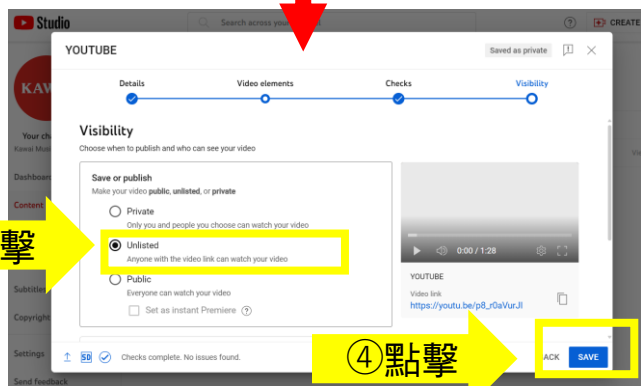 Studio
Search across your
CREATE
YOUTUBE
Saved as private
Details
Video elements
Checks
Visibility
KAW
Your ch
Kawai Musi
Dashboar
Content
Subtitles
Copyright
Settings
Send feedback
Visibility
Choose when to publish and who can see your video
Save or publish
Make your video public, unlisted, or private
Private
Only you and people you choose can watch your video
擊
Unlisted
Anyone with the video link can watch your video
Public
Everyone can watch your video
Set as instant Premiere
0:00 / 1:28
YOUTUBE
Video link
https://youtu.be/p8_r0aVurJI
SD
Checks complete. No issues found.
④點擊
ACK
SAVE